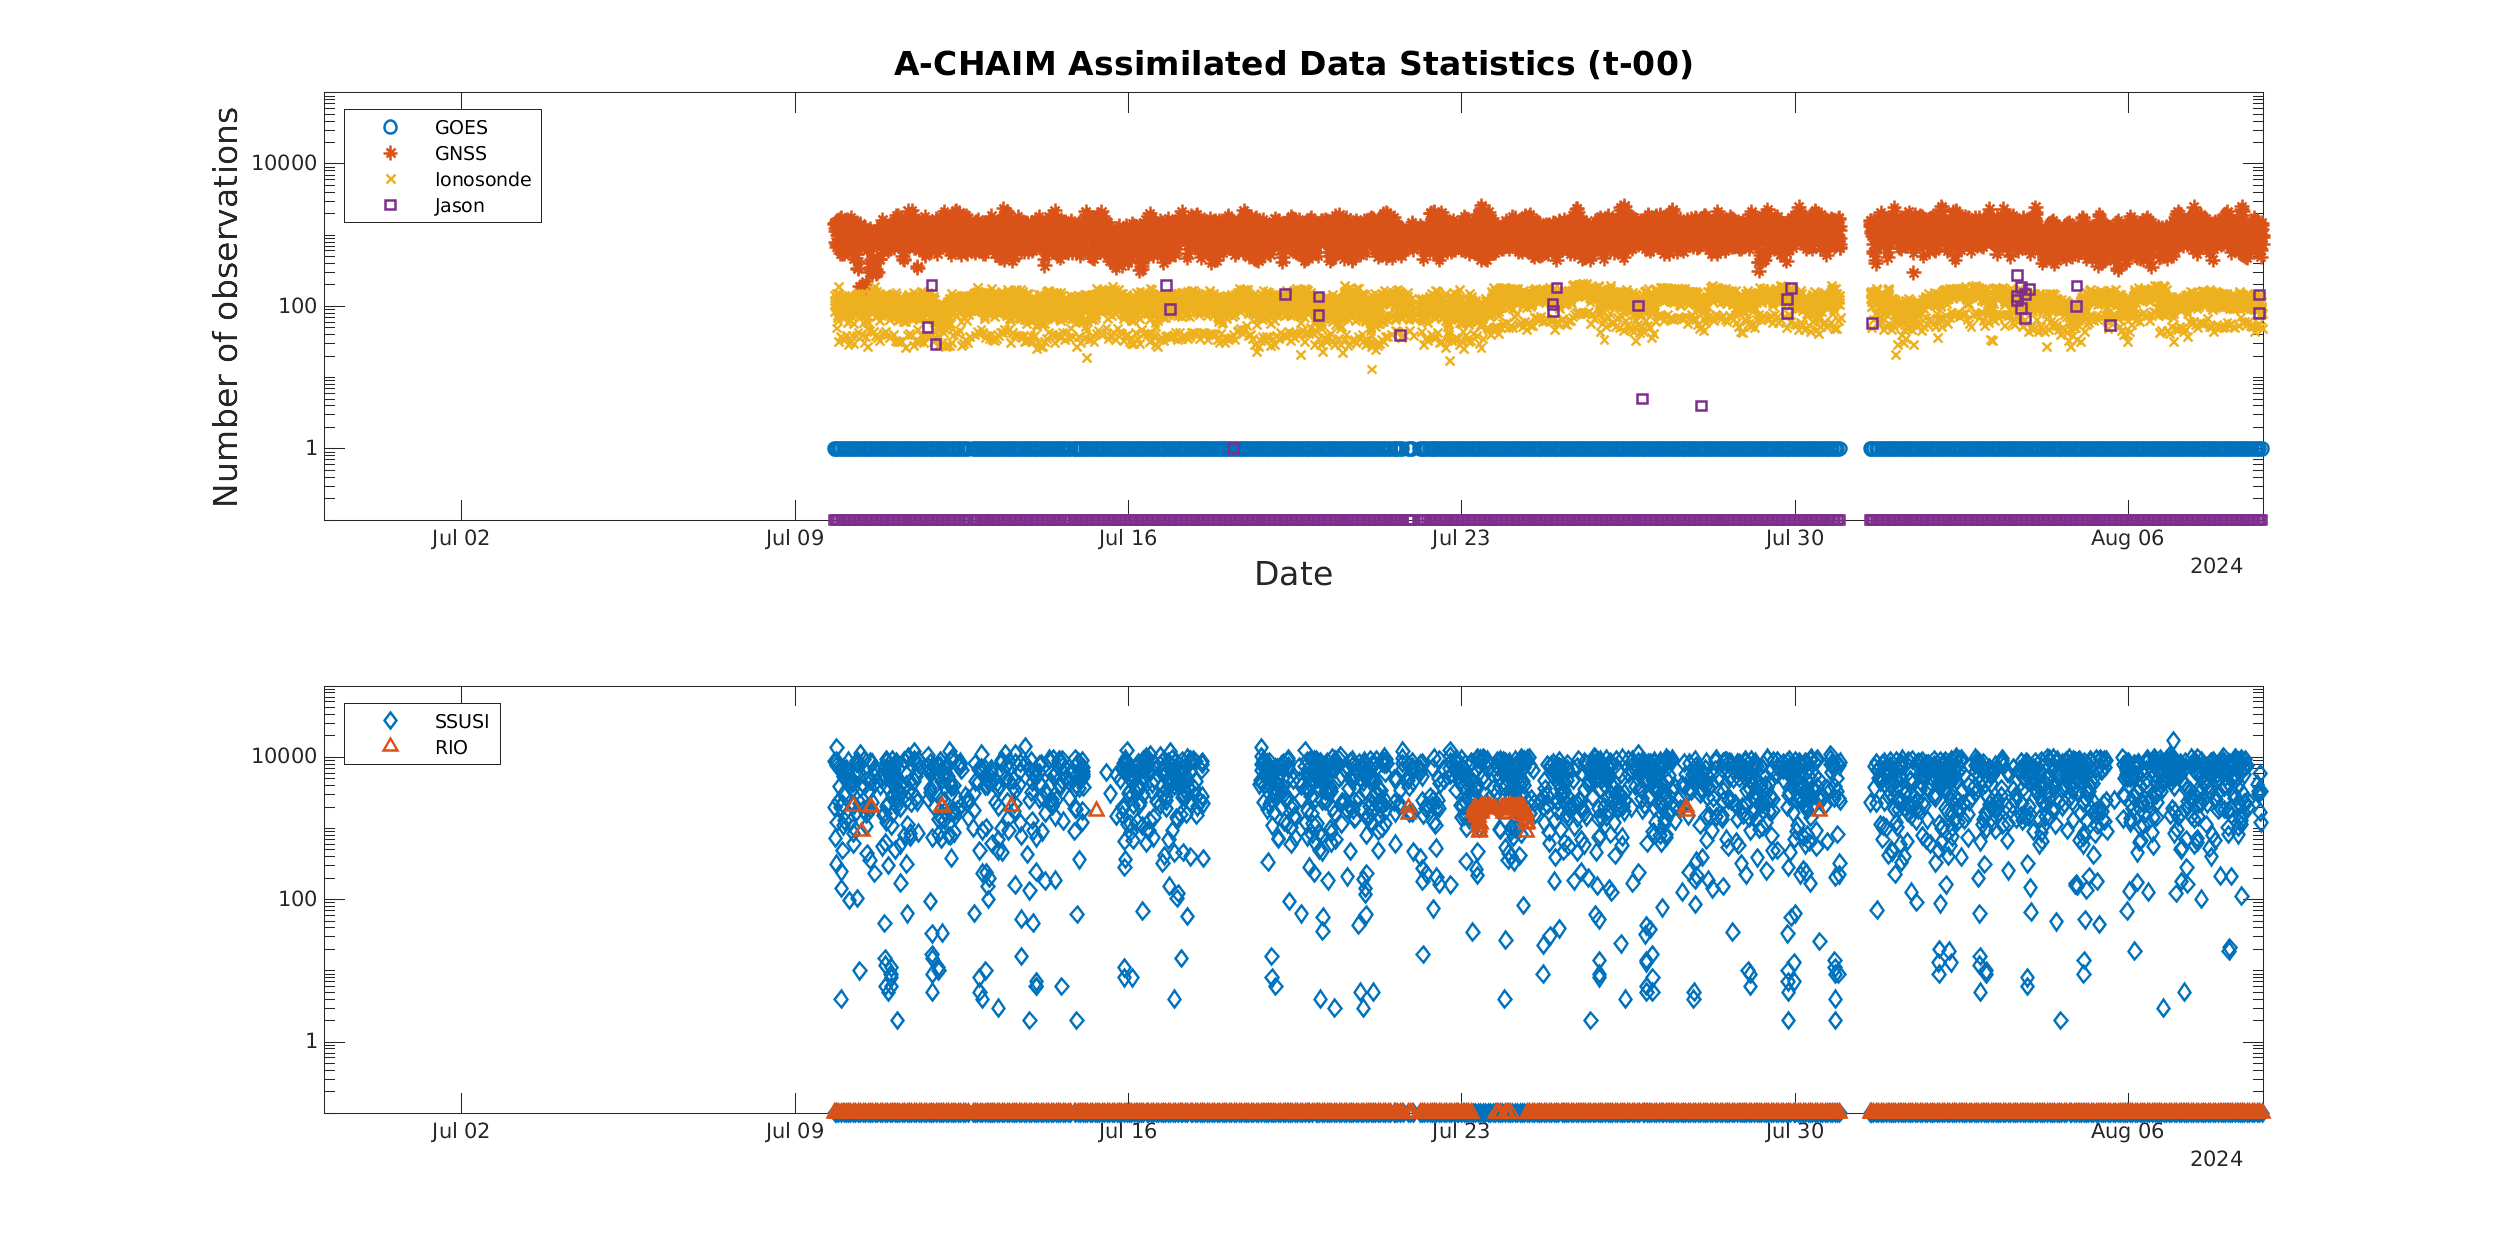 A-CHAIM Assimilated Data Statistics (t-00)
Number of observations
10000
100
1
GOES
GNSS
Ionosonde
Jason
Jul 02
Jul 09
Jul 16
Jul 23
Jul 30
Aug 06
2024
Date
10000
100
1
SSUSI
RIO
Jul 02
Jul 09
Jul 16
Jul 23
Jul 30
Aug 06
2024